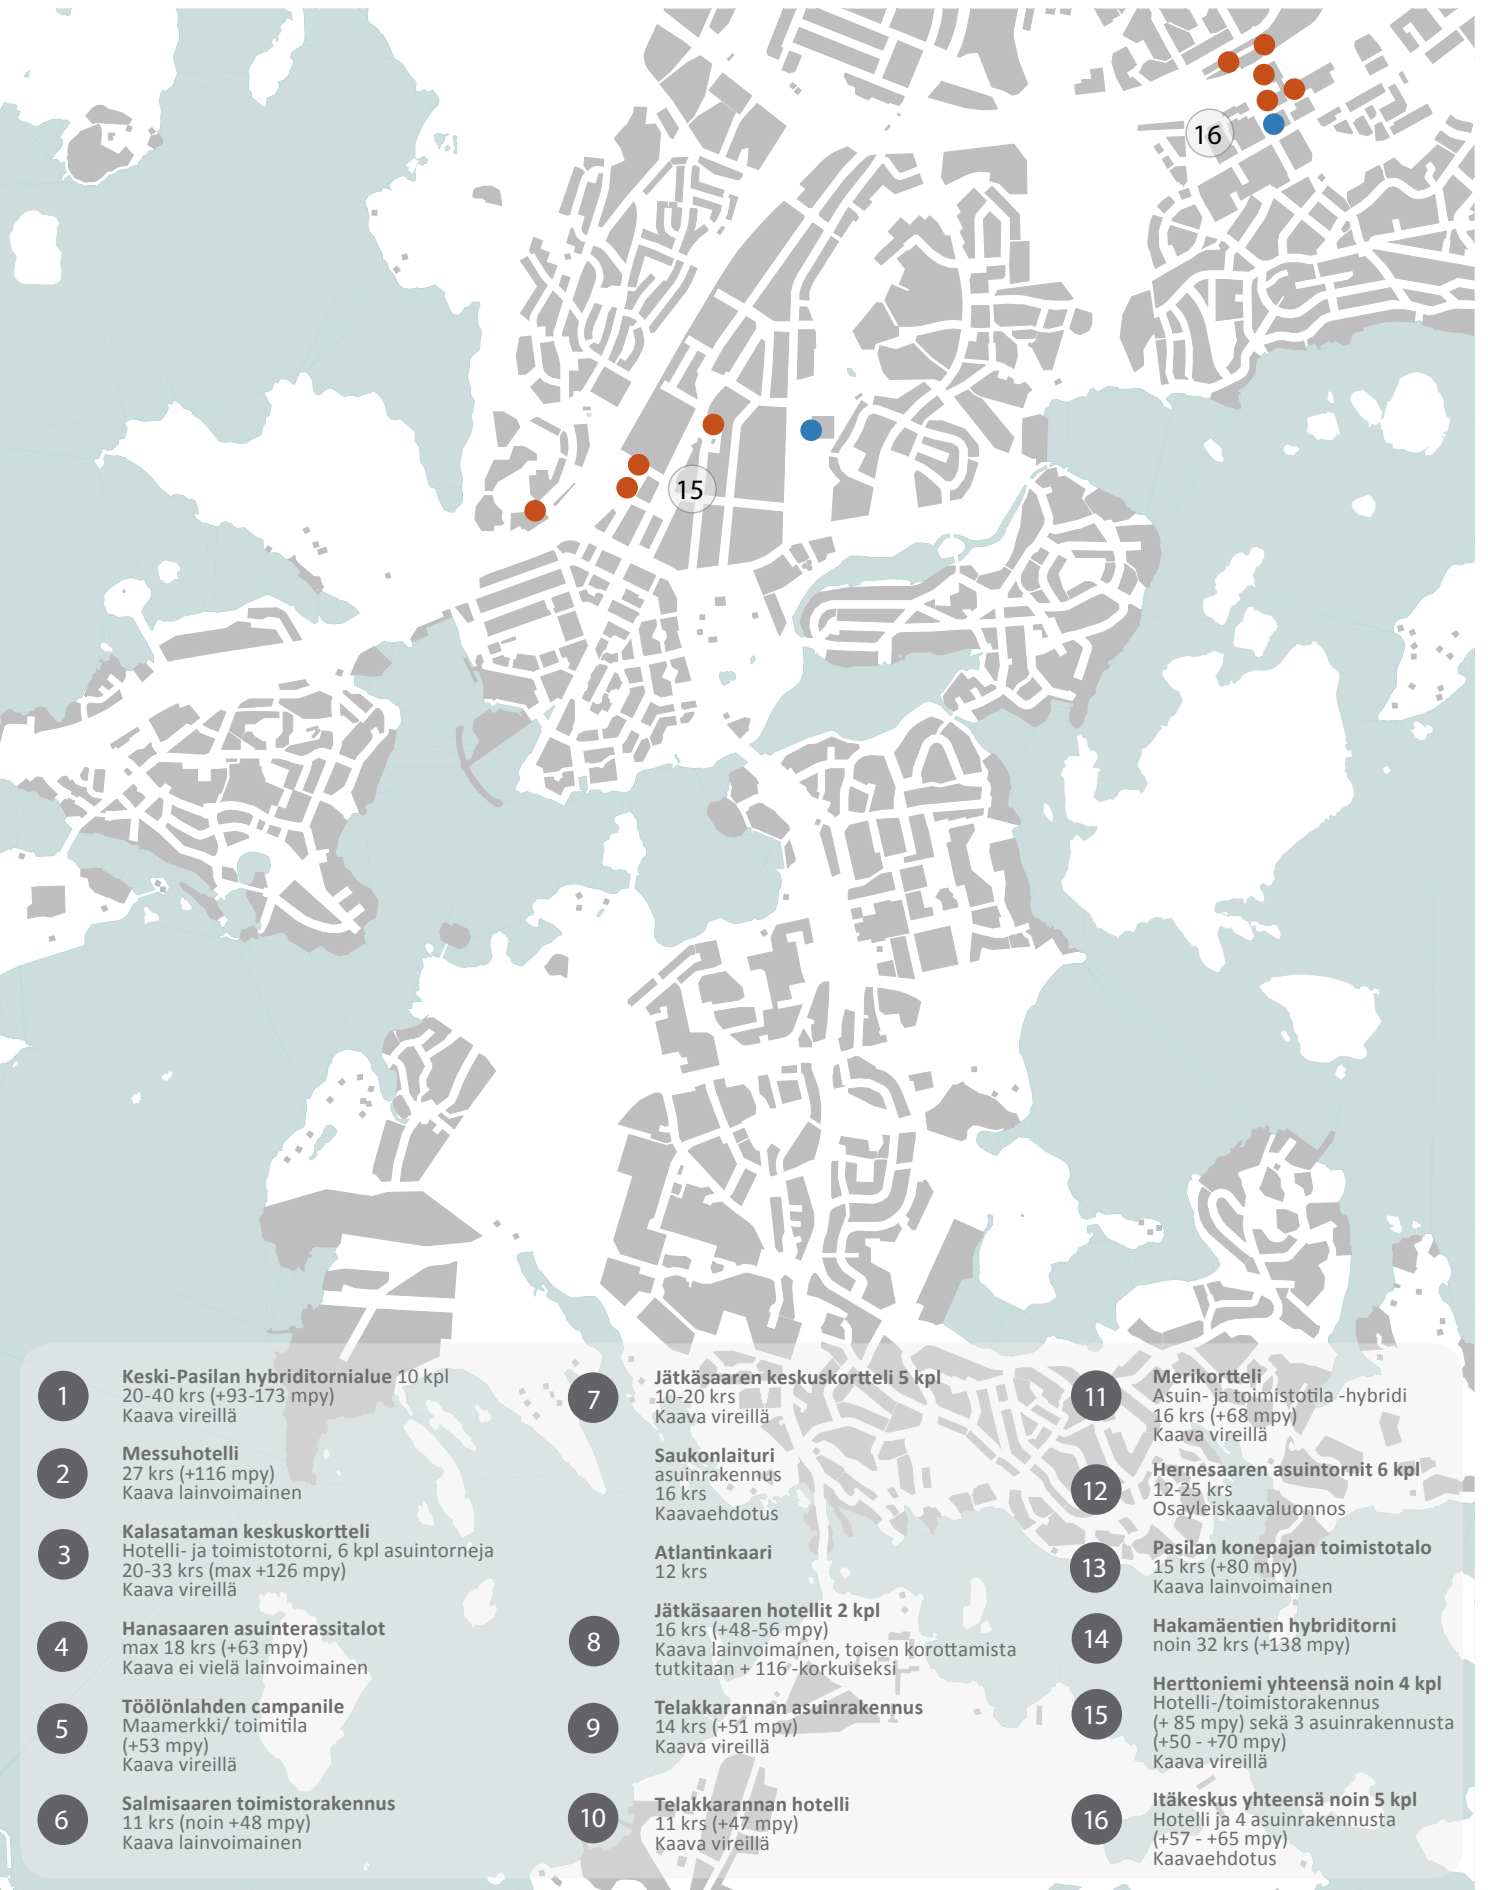 16
15
1
Keski-Pasilan hybriditornialue 10 kpl
20-40 krs (+93-173 mpy)
Kaava vireillä
2
Messuhotelli
27 krs (+116 mpy)
Kaava lainvoimainen
3
Kalasataman keskuskortteli
Hotelli- ja toimistotorni, 6 kpl asuintorneja
20-33 krs (max +126 mpy)
Kaava vireillä
4
Hanasaaren asuinterassitalot
max 18 krs (+63 mpy)
Kaava ei vielä lainvoimainen
5
Töölönlahden campanile
Maamerkki/ toimitila
(+53 mpy)
Kaava vireillä
6
Salmisaaren toimistorakennus
11 krs (noin +48 mpy)
Kaava lainvoimainen
7
Jätkäsaaren keskuskortteli 5 kpl
10-20 krs
Kaava vireillä
Saukonlaituri
asuinrakennus
16 krs
Kaavaehdotus
Atlantinkaari
12 krs
8
Jätkäsaaren hotellit 2 kpl
16 krs (+48-56 mpy)
Kaava lainvoimainen, toisen korottamista
tutkitaan + 116 -korkuiseksi
9
Telakkarannan asuinrakennus
14 krs (+51 mpy)
Kaava vireillä
10
Telakkarannan hotelli
11 krs (+47 mpy)
Kaava vireillä
11
Merikortteli
Asuin- ja toimistotila -hybridi
16 krs (+68 mpy)
Kaava vireillä
12
Hernesaaren asuintornit 6 kpl
12-25 krs
Osayleiskaavaluonnos
13
Pasilan konepajan toimistotalo
15 krs (+80 mpy)
Kaava lainvoimainen
14
Hakamäentien hybriditorni
noin 32 krs (+138 mpy)
15
Herttoniemi yhteensä noin 4 kpl
Hotelli-/toimistorakennus
(+ 85 mpy) sekä 3 asuinrakennusta
(+50 - +70 mpy)
Kaava vireillä
16
Itäkeskus yhteensä noin 5 kpl
Hotelli ja 4 asuinrakennusta
(+57 - +65 mpy)
Kaavaehdotus